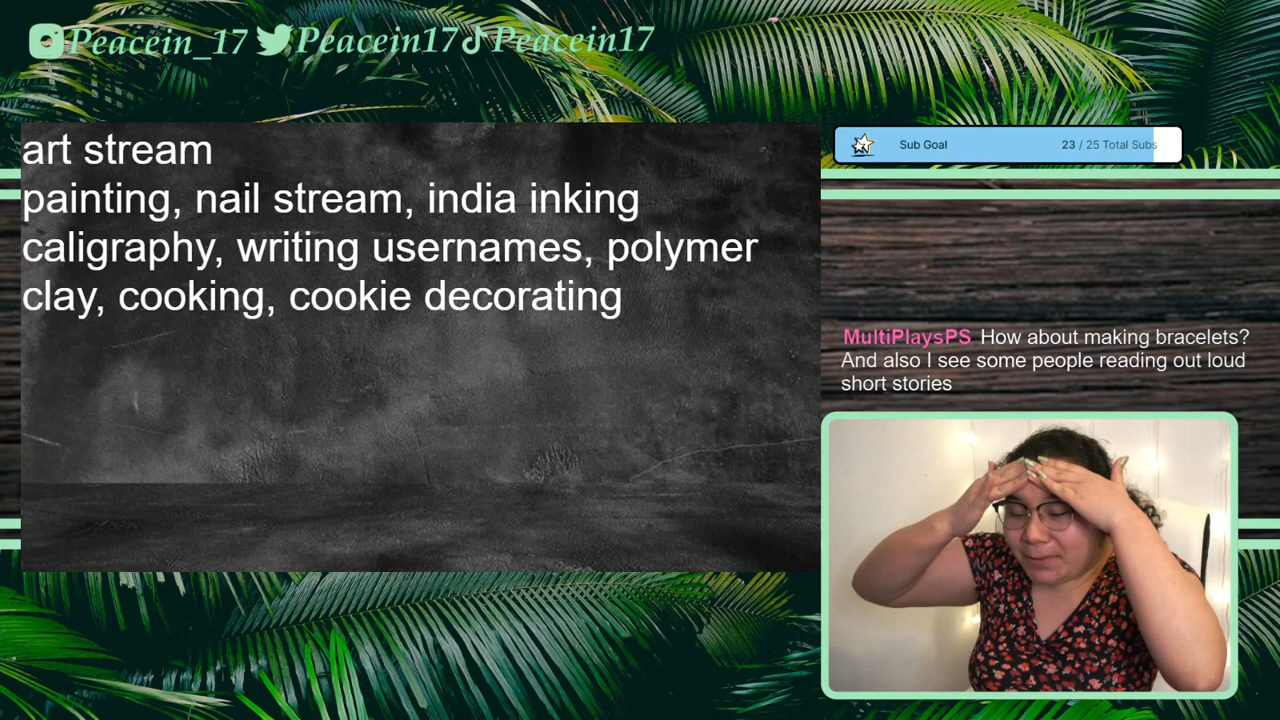 Peacein_17 Peacein17 Peacein17
art stream
painting, nail stream, india inking
caligraphy, writing usernames, polymer
clay, cooking, cookie decorating
Sub Goal 23 / 25 Total Subs
MultiPlaysPS How about making bracelets?
And also I see some people reading out loud
short stories